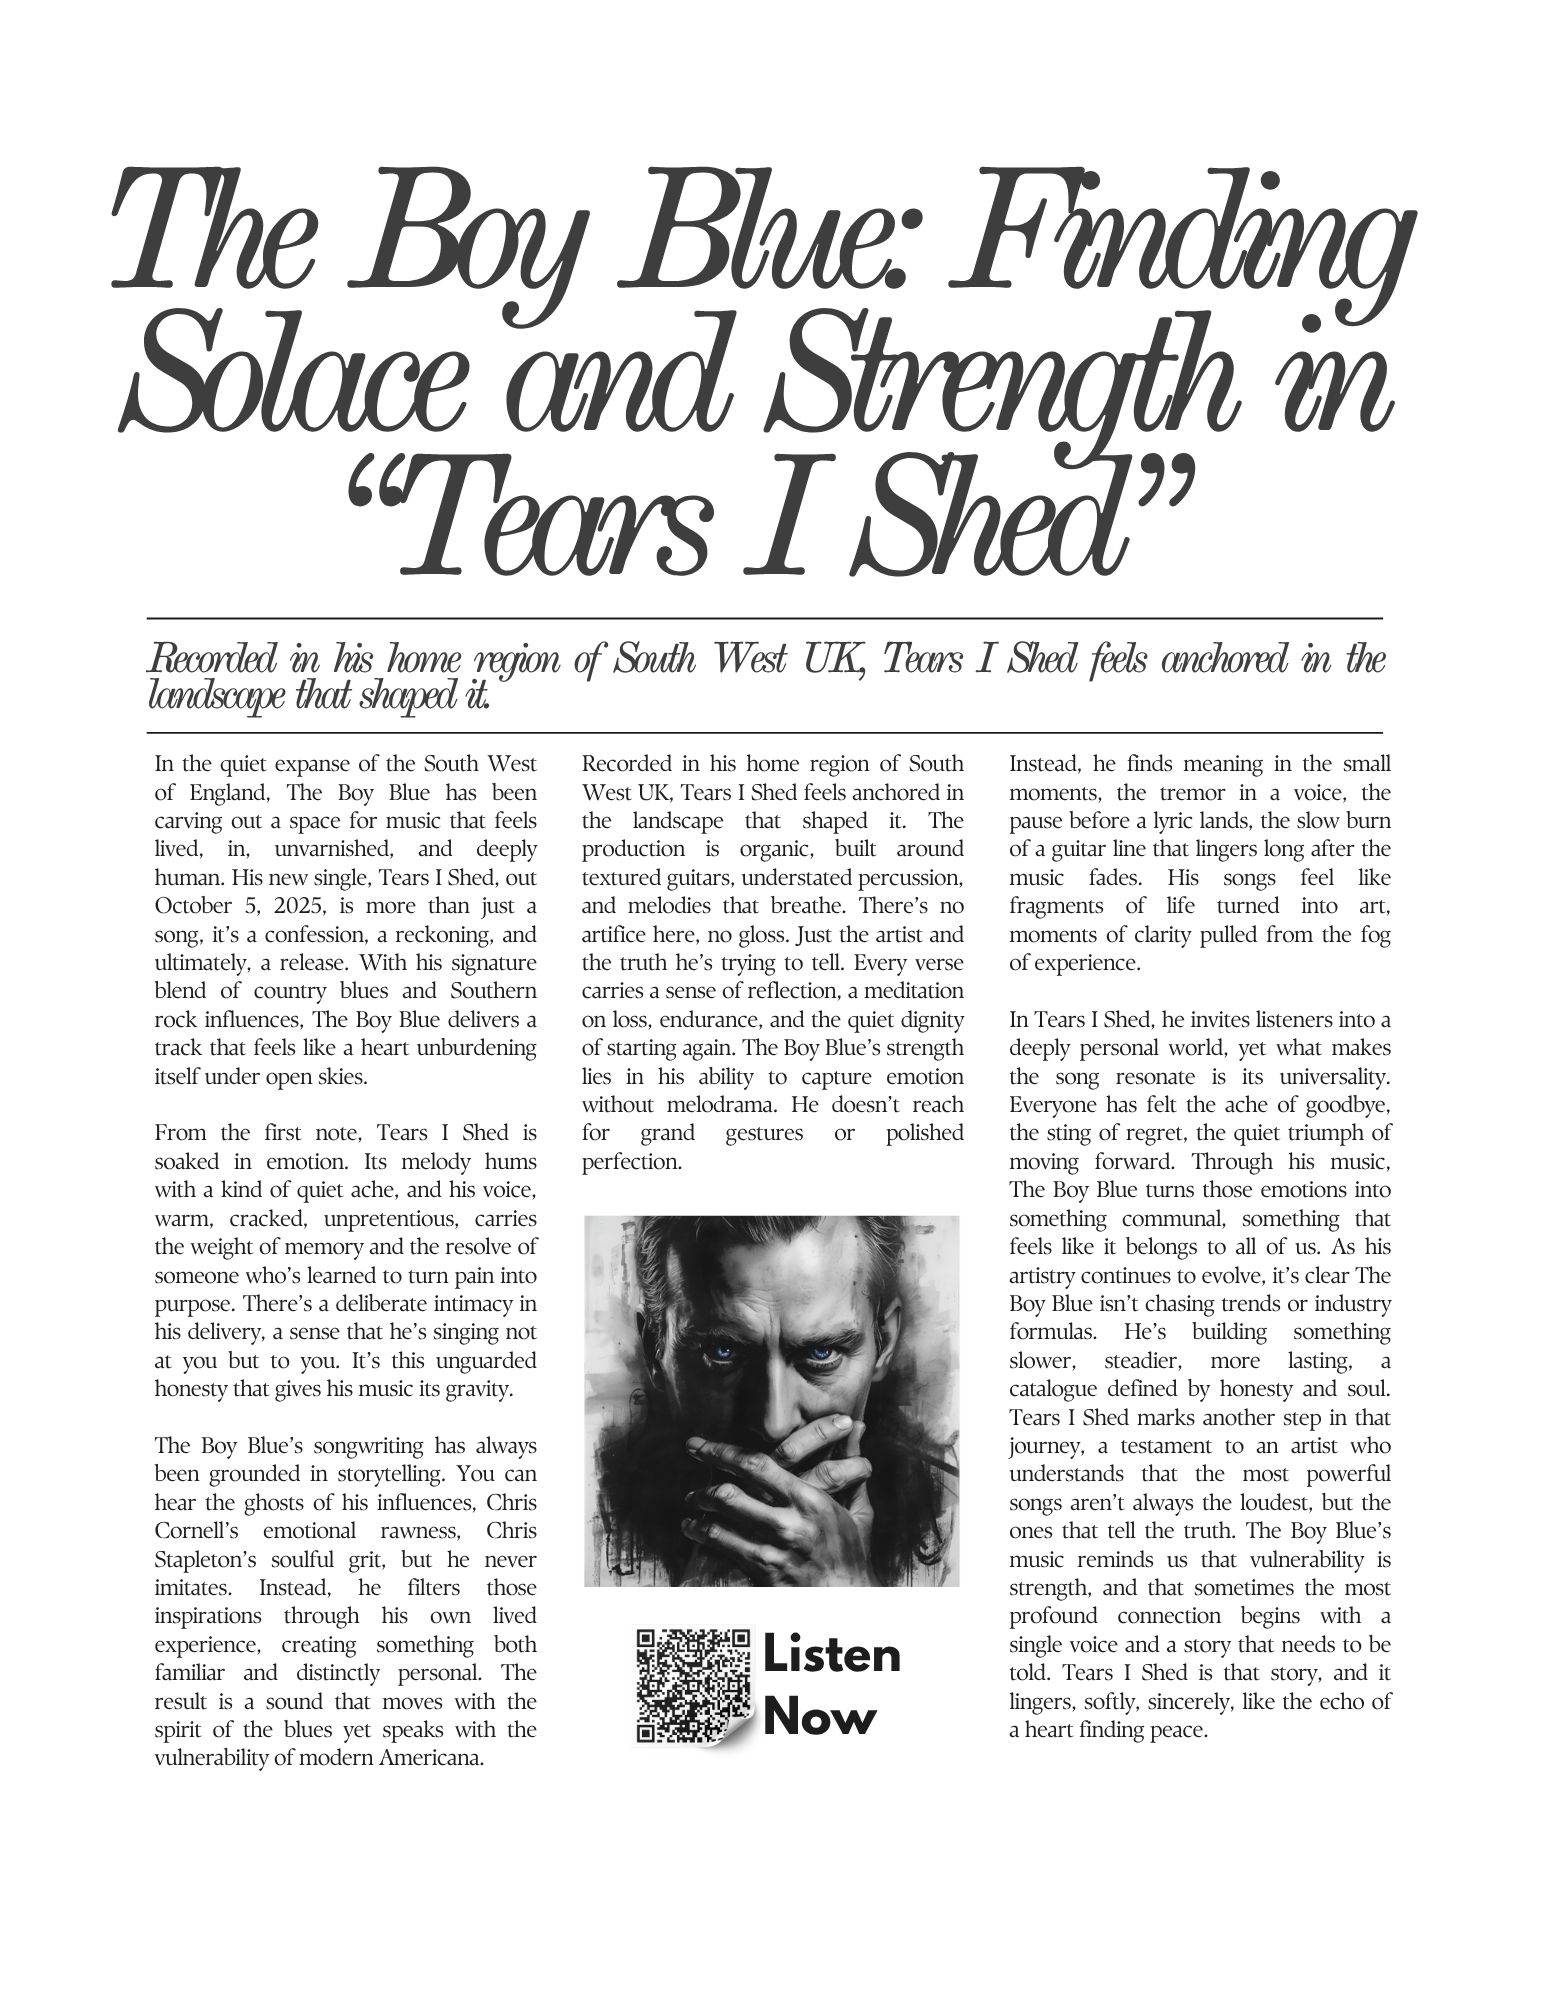 The Boy Blue: Finding
Solace and Strength in
“Tears I Shed”
Recorded in his home region of South West UK, Tears I Shed feels anchored in the
landscape that shaped it.
In the quiet expanse of the South West
of England, The Boy Blue has been
carving out a space for music that feels
lived, in, unvarnished, and deeply
human. His new single, Tears I Shed, out
October 5, 2025, is more than just a
song, it’s a confession, a reckoning, and
ultimately, a release. With his signature
blend of country blues and Southern
rock influences, The Boy Blue delivers a
track that feels like a heart unburdening
itself under open skies.
From the first note, Tears I Shed is
soaked in emotion. Its melody hums
with a kind of quiet ache, and his voice,
warm, cracked, unpretentious, carries
the weight of memory and the resolve of
someone who’s learned to turn pain into
purpose. There’s a deliberate intimacy in
his delivery, a sense that he’s singing not
at you but to you. It’s this unguarded
honesty that gives his music its gravity.
The Boy Blue’s songwriting has always
been grounded in storytelling. You can
hear the ghosts of his influences, Chris
Cornell’s emotional rawness, Chris
Stapleton’s soulful grit, but he never
imitates. Instead, he filters those
inspirations through his own lived
experience, creating something both
familiar and distinctly personal. The
result is a sound that moves with the
spirit of the blues yet speaks with the
vulnerability of modern Americana.
Recorded in his home region of South
West UK, Tears I Shed feels anchored in
the landscape that shaped it. The
production is organic, built around
textured guitars, understated percussion,
and melodies that breathe. There’s no
artifice here, no gloss. Just the artist and
the truth he’s trying to tell. Every verse
carries a sense of reflection, a meditation
on loss, endurance, and the quiet dignity
of starting again. The Boy Blue’s strength
lies in his ability to capture emotion
without melodrama. He doesn’t reach
for grand gestures or polished
perfection.
Listen
Now
Instead, he finds meaning in the small
moments, the tremor in a voice, the
pause before a lyric lands, the slow burn
of a guitar line that lingers long after the
music fades. His songs feel like
fragments of life turned into art,
moments of clarity pulled from the fog
of experience.
In Tears I Shed, he invites listeners into a
deeply personal world, yet what makes
the song resonate is its universality.
Everyone has felt the ache of goodbye,
the sting of regret, the quiet triumph of
moving forward. Through his music,
The Boy Blue turns those emotions into
something communal, something that
feels like it belongs to all of us. As his
artistry continues to evolve, it’s clear The
Boy Blue isn’t chasing trends or industry
formulas. He’s building something
slower, steadier, more lasting, a
catalogue defined by honesty and soul.
Tears I Shed marks another step in that
journey, a testament to an artist who
understands that the most powerful
songs aren’t always the loudest, but the
ones that tell the truth. The Boy Blue’s
music reminds us that vulnerability is
strength, and that sometimes the most
profound connection begins with a
single voice and a story that needs to be
told. Tears I Shed is that story, and it
lingers, softly, sincerely, like the echo of
a heart finding peace.